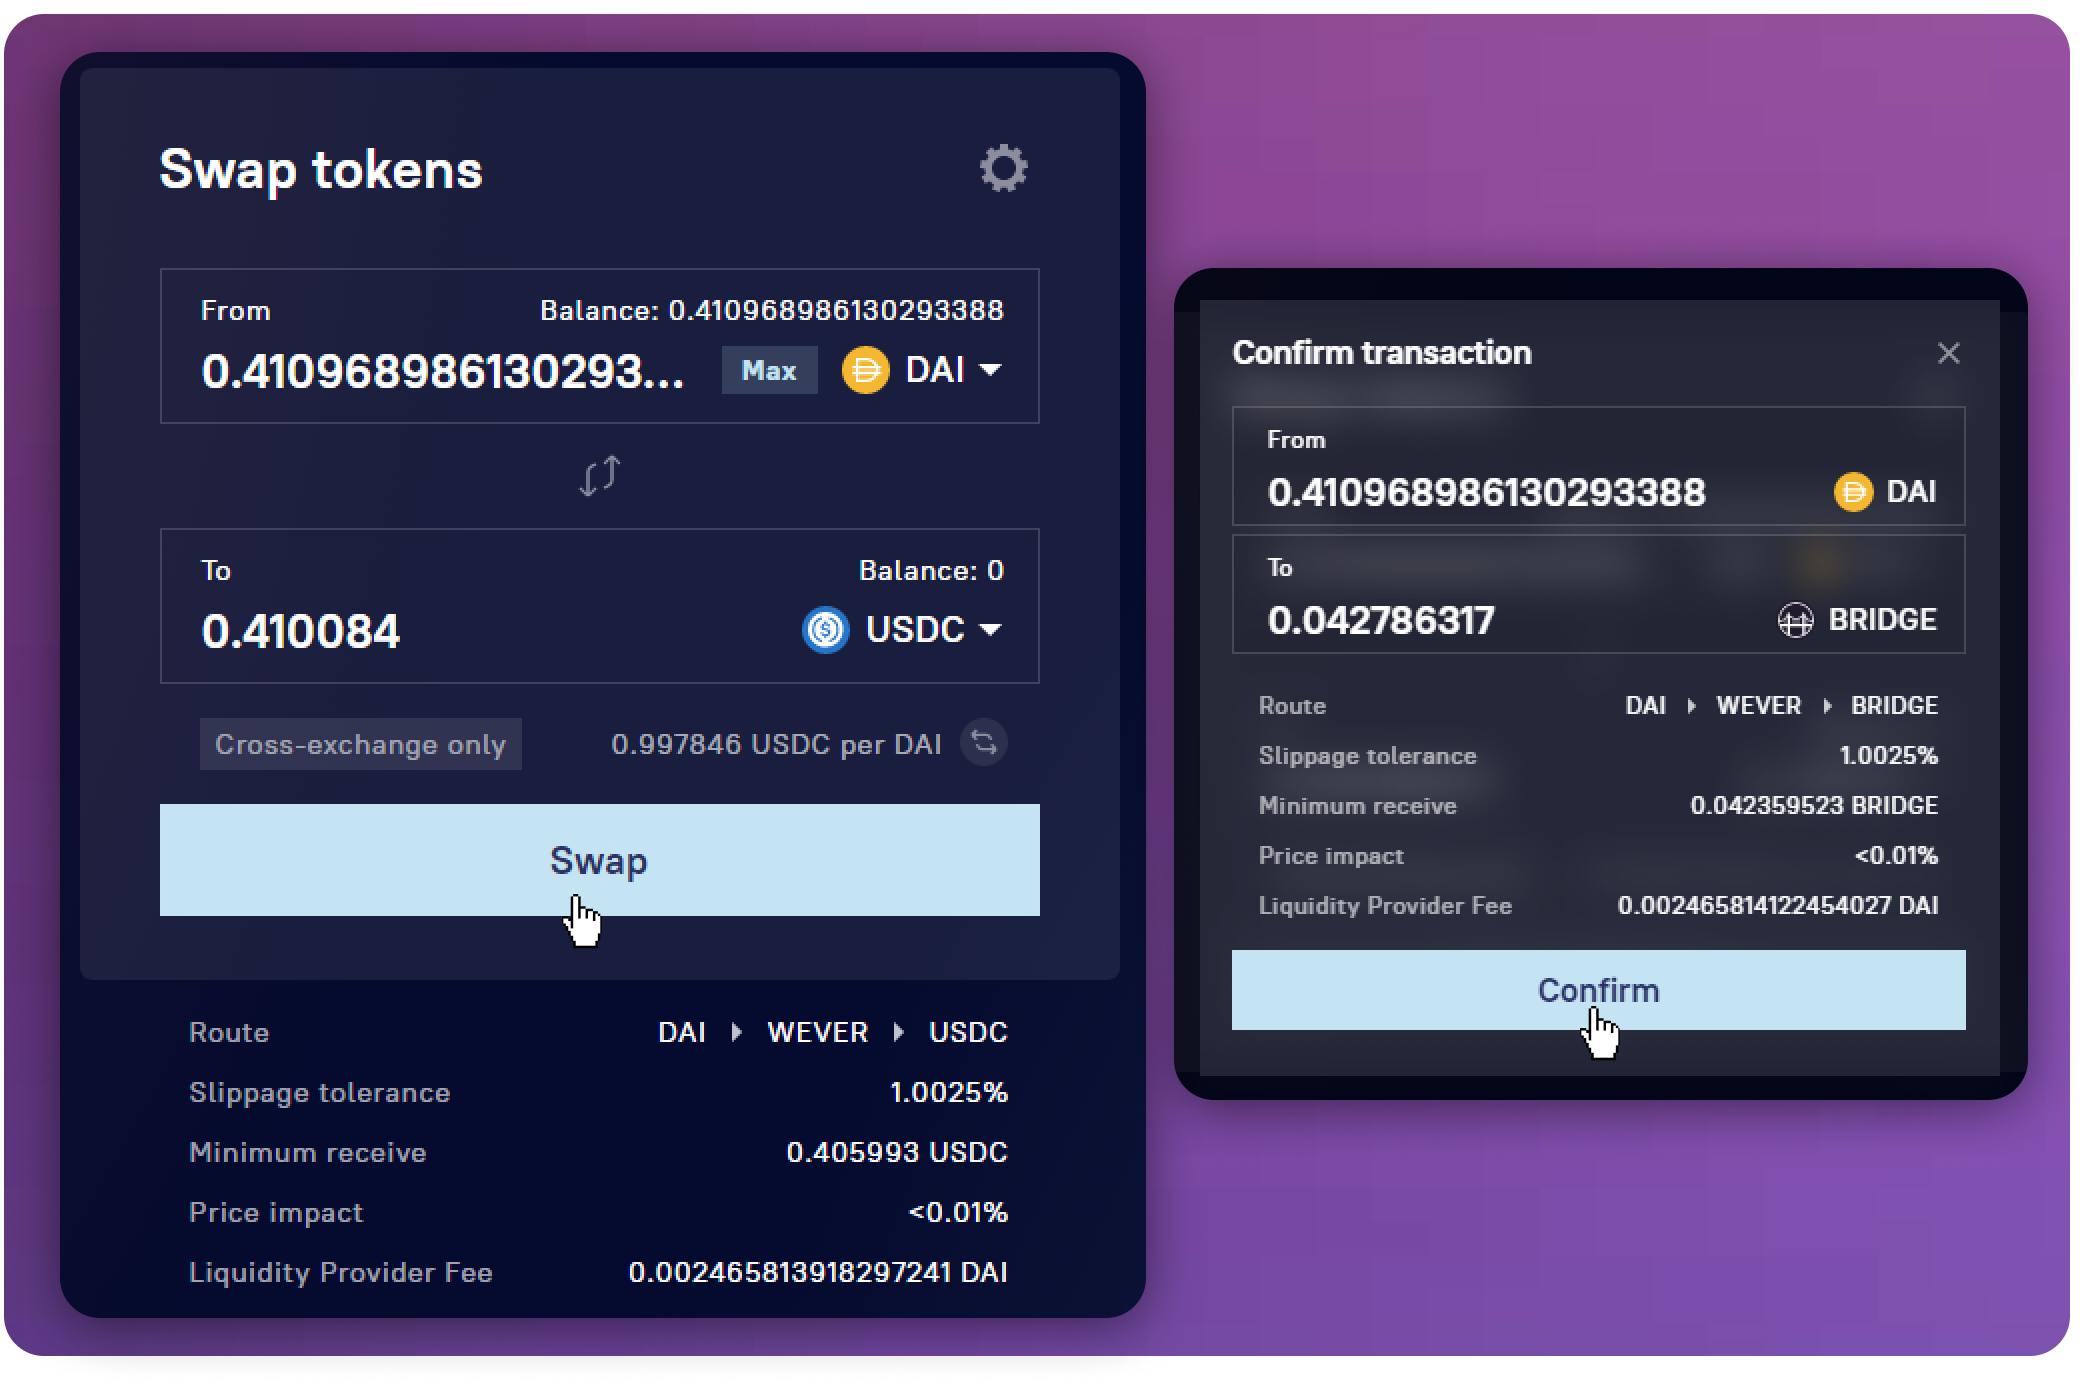 Swap tokens
From Balance: 0.410968986130293388
0.410968986130293... Max DAI
To Balance: 0
0.410084 USDC
Cross-exchange only 0.997846 USDC per DAI
Swap
Route DAI WEVER USDC
Slippage tolerance 1.0025%
Minimum receive 0.405993 USDC
Price impact <0.01%
Liquidity Provider Fee 0.002465813918297241 DAI
Confirm transaction
From
0.410968986130293388 DAI
To
0.042786317 BRIDGE
Route DAI WEVER BRIDGE
Slippage tolerance 1.0025%
Minimum receive 0.042359523 BRIDGE
Price impact <0.01%
Liquidity Provider Fee 0.002465814122454027 DAI
Confirm